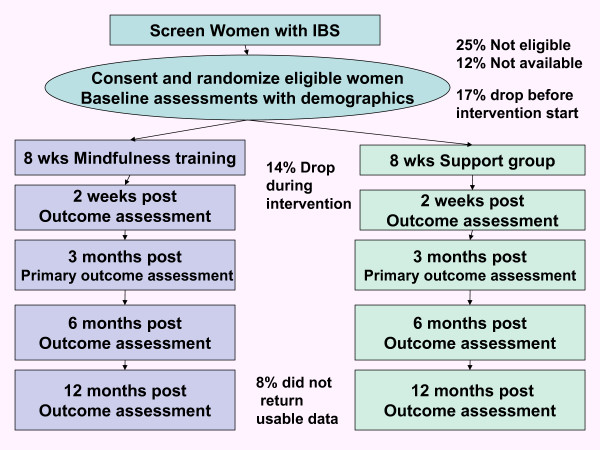 Screen Women with IBS
25% Not eligible
12% Not available
Consent and randomize eligible women
Baseline assessments with demographics
17% drop before
intervention start
8 wks Mindfulness training
14% Drop
during
intervention
8 wks Support group
2 weeks post
Outcome assessment
2 weeks post
Outcome assessment
3 months post
Primary outcome assessment
3 months post
Primary outcome assessment
6 months post
Outcome assessment
6 months post
Outcome assessment
12 months post
Outcome assessment
8% did not
return
usable data
12 months post
Outcome assessment